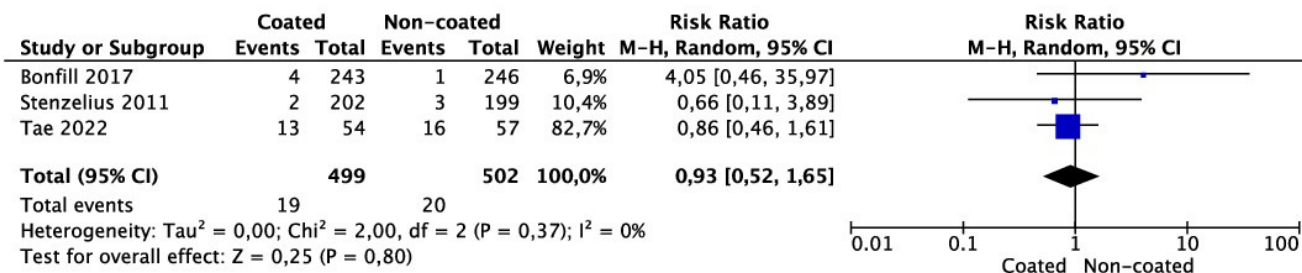 Coated Non-coated Risk Ratio Risk Ratio
Study or Subgroup Events Total Events Total Weight M-H, Random, 95% CI M-H, Random, 95% CI
Bonfill 2017 4 243 1 246 6,9% 4,05 [0,46, 35,97]
Stenzelius 2011 2 202 3 199 10,4% 0,66 [0,11, 3,89]
Tae 2022 13 54 16 57 82,7% 0,86 [0,46, 1,61]
Total (95% CI) 499 502 100,0% 0,93 [0,52, 1,65]
Total events 19 20
Heterogeneity: Tau² = 0,00; Chi² = 2,00, df = 2 (P = 0,37); I² = 0%
Test for overall effect: Z = 0,25 (P = 0,80)
0.01 0.1 1 10 100
Coated Non-coated